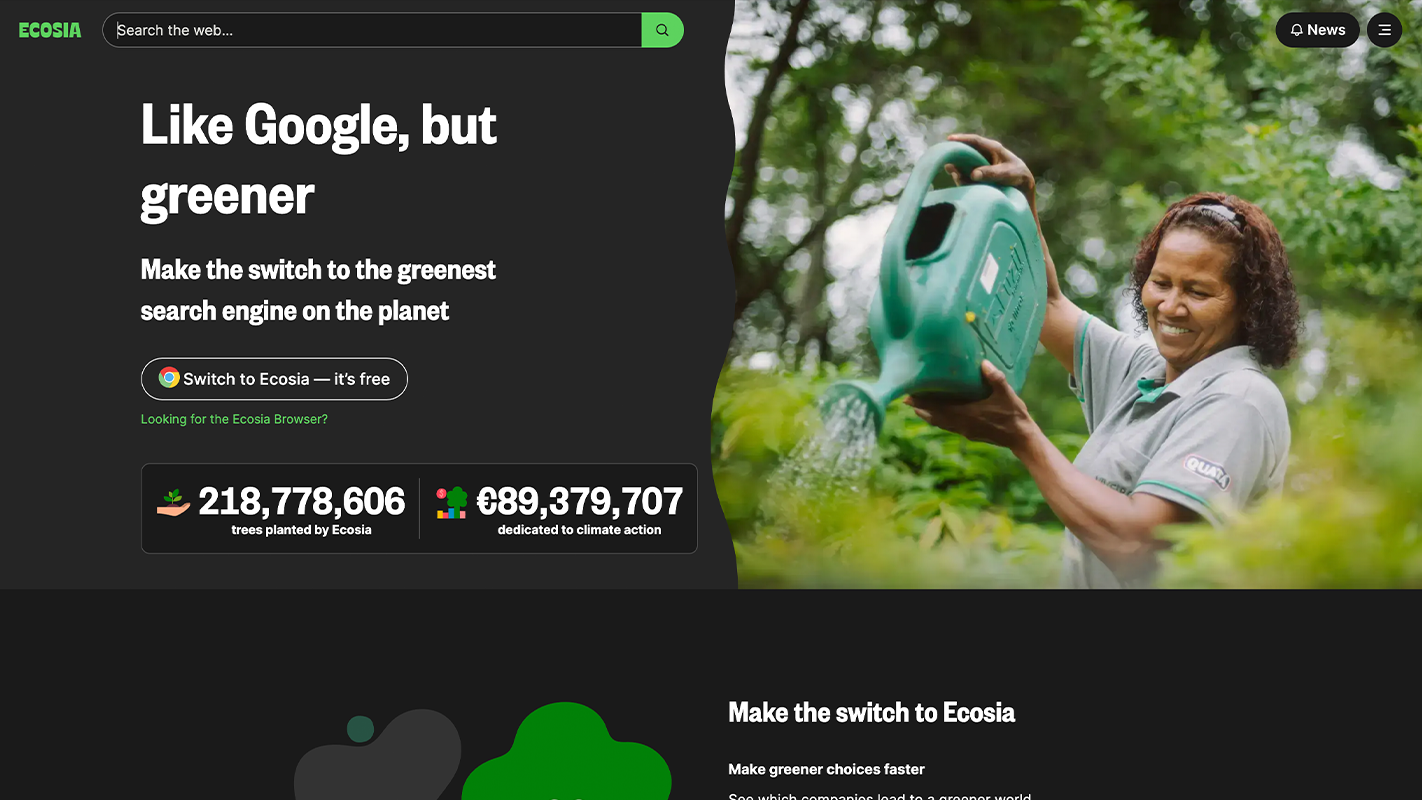 ECOSIA
Search the web...
News
Like Google, but
greener
Make the switch to the greenest
search engine on the planet
Switch to Ecosia — it's free
Looking for the Ecosia Browser?
218,778,606
trees planted by Ecosia
€89,379,707
dedicated to climate action
Make the switch to Ecosia
Make greener choices faster
See which companies lead to a greener world